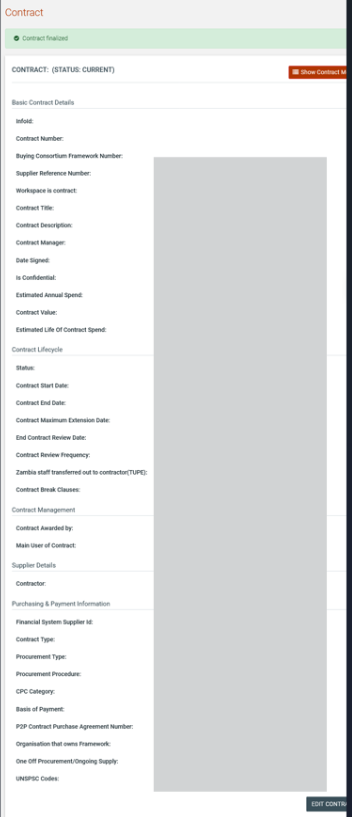 Contract
Contract finalized
CONTRACT: (STATUS: CURRENT)
Show Contract M
Basic Contract Details
InfoId:
Contract Number:
Buying Consortium Framework Number:
Supplier Reference Number:
Workspace is contract:
Contract Title:
Contract Description:
Contract Manager:
Date Signed:
Is Confidential:
Estimated Annual Spend:
Contract Value:
Estimated Life Of Contract Spend:
Contract Lifecycle
Status:
Contract Start Date:
Contract End Date:
Contract Maximum Extension Date:
End Contract Review Date:
Contract Review Frequency:
Zambia staff transferred out to contractor(TUPE):
Contract Break Clauses:
Contract Management
Contract Awarded by:
Main User of Contract:
Supplier Details
Contractor:
Purchasing & Payment Information
Financial System Supplier Id:
Contract Type:
Procurement Type:
Procurement Procedure:
CPC Category:
Basis of Payment:
P2P Contract Purchase Agreement Number:
Organisation that owns Framework:
One Off Procurement/Ongoing Supply:
UNSPSC Codes:
EDIT CONTRA